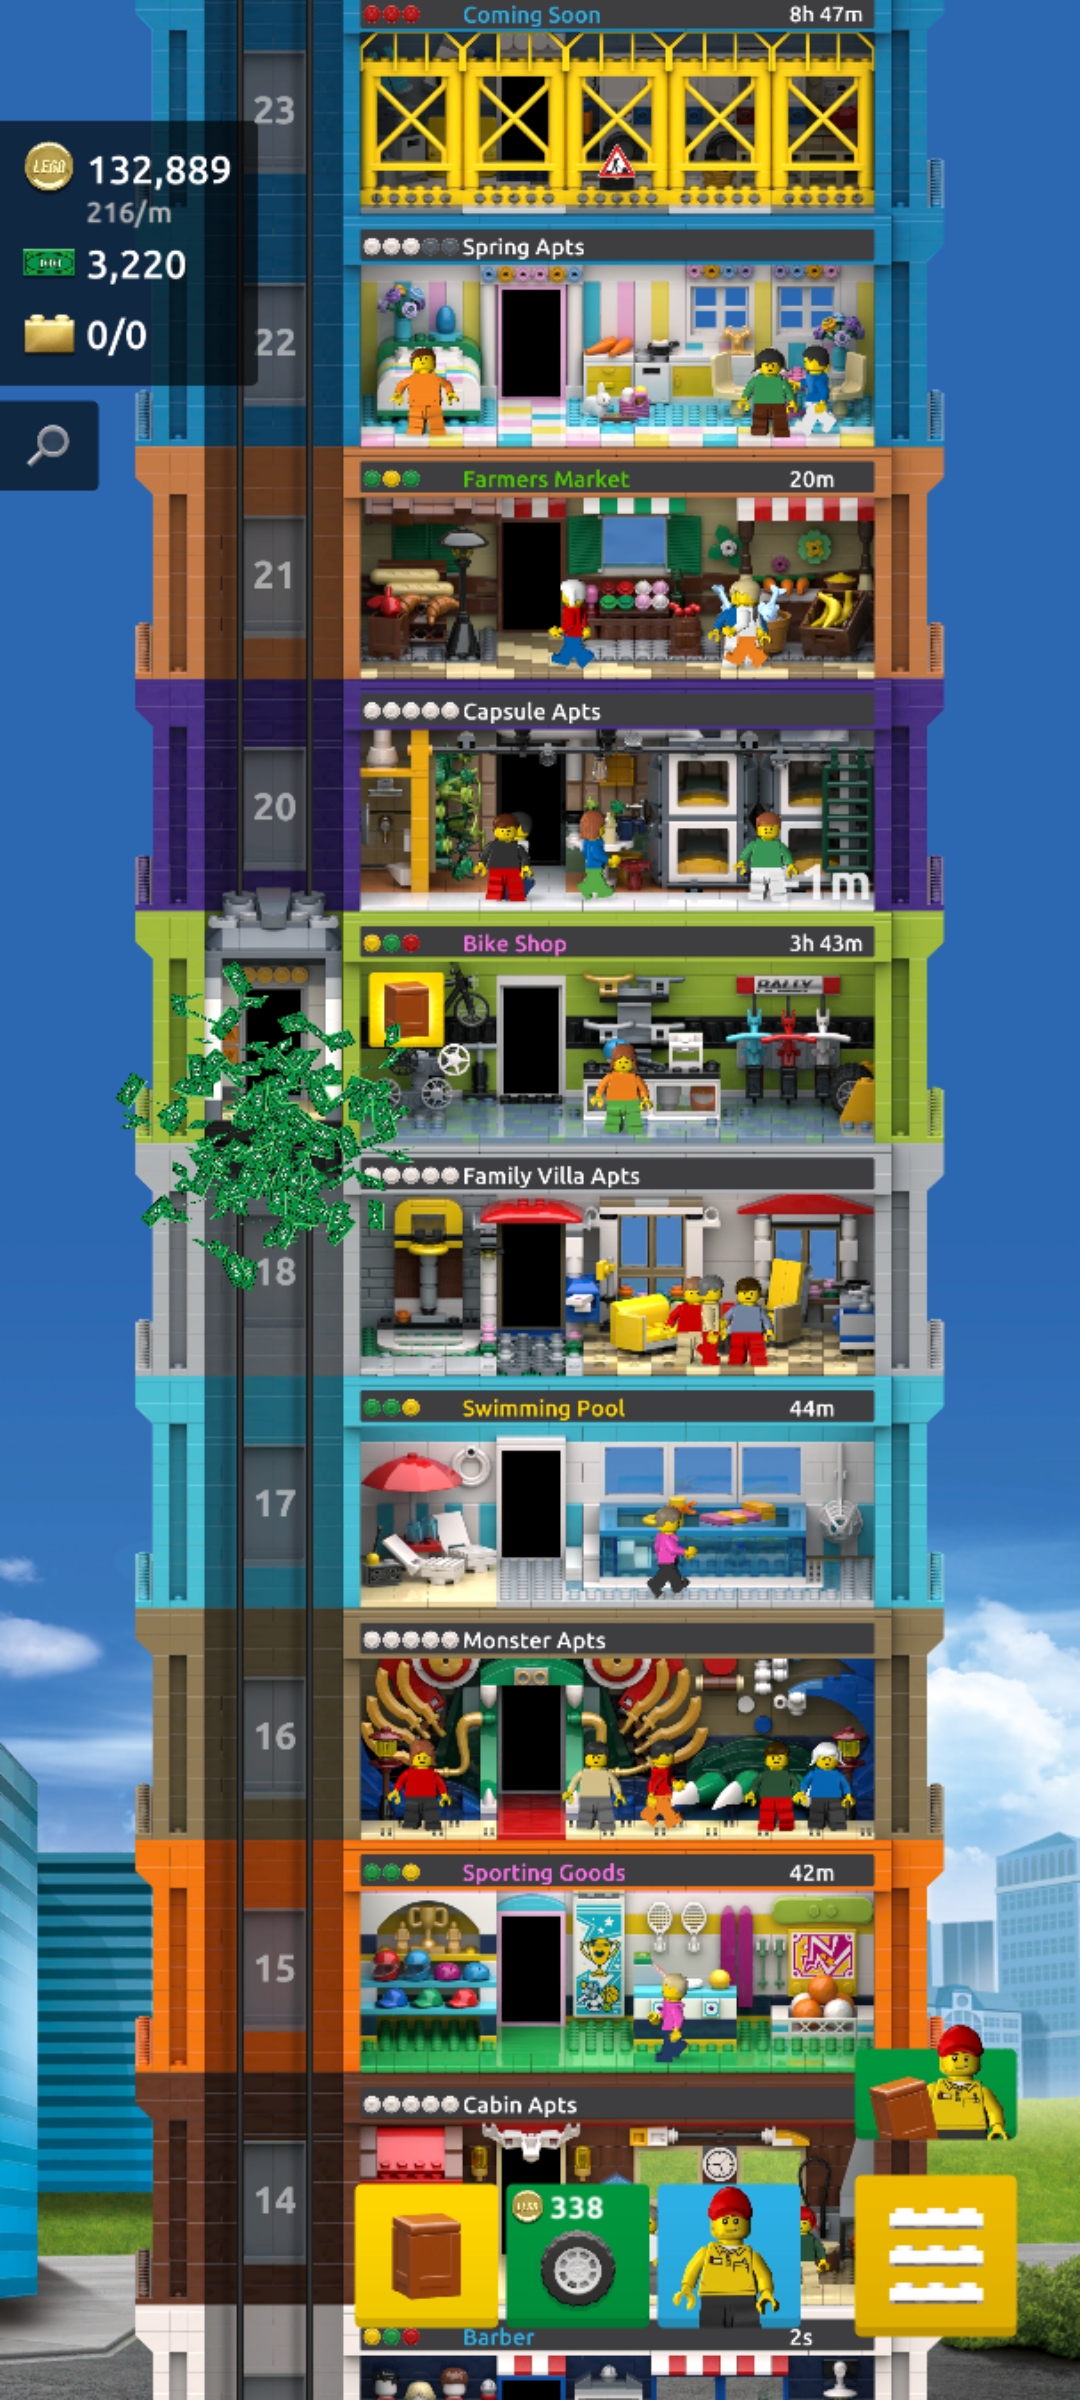 Coming Soon 8h 47m
23
LEGO 132,889
216/m
3,220
0/0
Spring Apts
22
Farmers Market 20m
21
Capsule Apts
20
-1m
Bike Shop 3h 43m
RALLY
Family Villa Apts
18
Swimming Pool 44m
17
Monster Apts
16
Sporting Goods 42m
15
Cabin Apts
14
338
Barber 2s